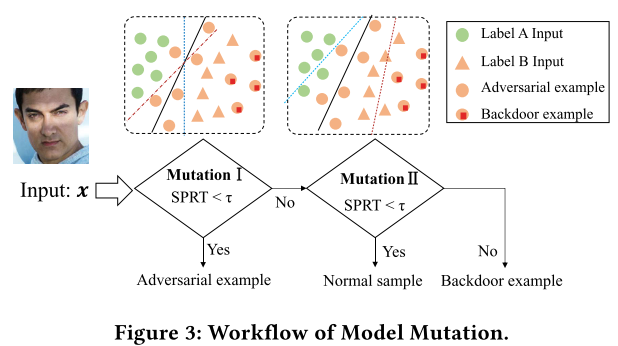 Label A Input
Label B Input
Adversarial example
Backdoor example
Input: x
Mutation Ⅰ
SPRT < τ
No
Mutation Ⅱ
SPRT < τ
Yes
Yes
No
Adversarial example
Normal sample
Backdoor example
Figure 3: Workflow of Model Mutation.